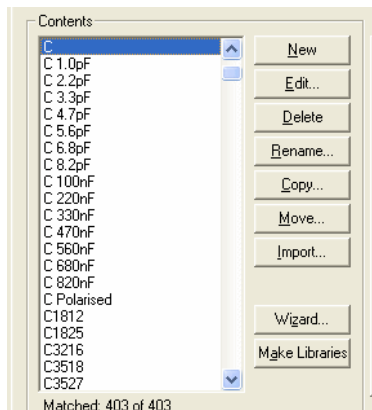 Contents
C
C 1.0pF
C 2.2pF
C 3.3pF
C 4.7pF
C 5.6pF
C 6.8pF
C 8.2pF
C 100nF
C 220nF
C 330nF
C 470nF
C 560nF
C 680nF
C 820nF
C Polarised
C1812
C1825
C3216
C3518
C3527
Matched: 403 of 403
New
Edit...
Delete
Rename...
Copy...
Move...
Import...
Wizard...
Make Libraries